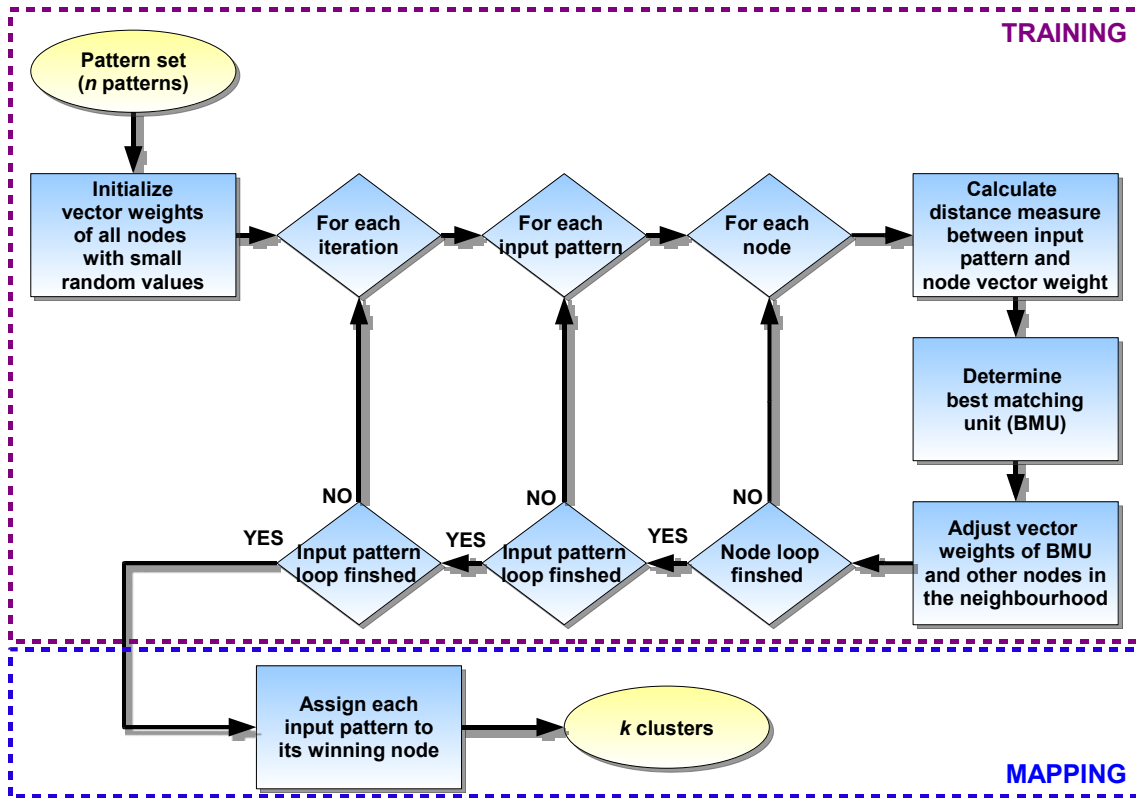 TRAINING
Pattern set
(n patterns)
Initialize
vector weights
of all nodes
with small
random values
For each
iteration
For each
input pattern
For each
node
Calculate
distance measure
between input
pattern and
node vector weight
Determine
best matching
unit (BMU)
Adjust vector
weights of BMU
and other nodes in
the neighbourhood
NO
Node loop
finshed
YES
NO
Input pattern
loop finshed
YES
NO
Input pattern
loop finshed
YES
Assign each
input pattern to
its winning node
k clusters
MAPPING